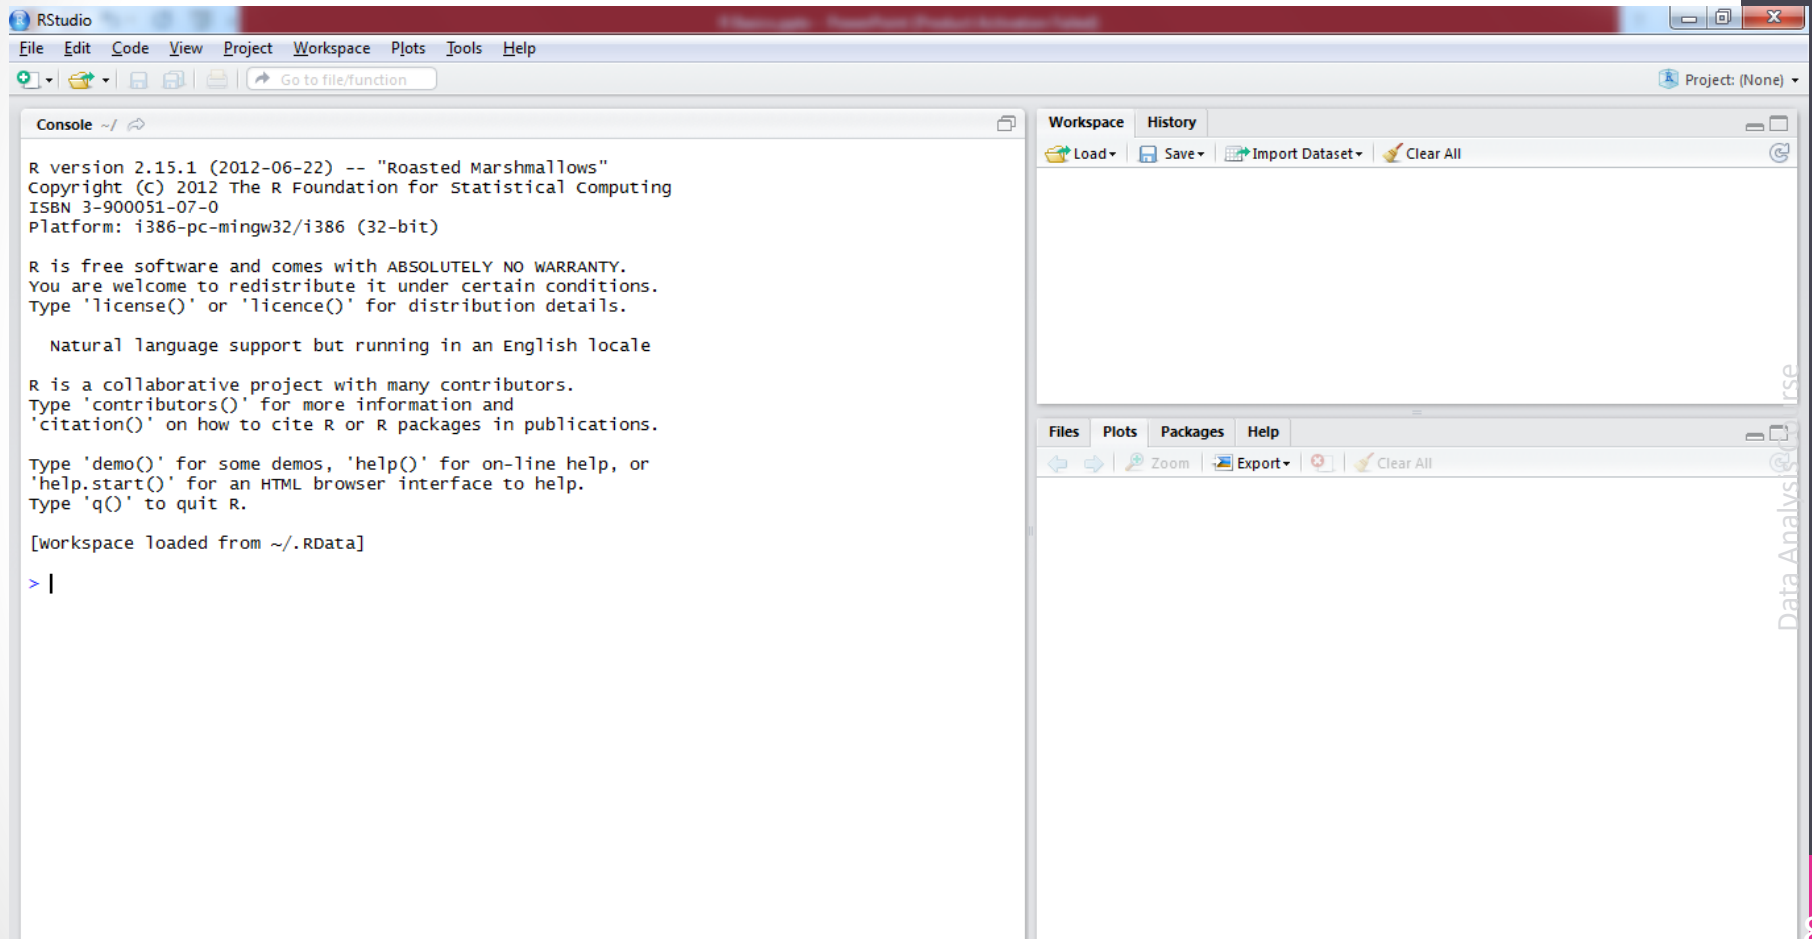 RStudio
File Edit Code View Project Workspace Plots Tools Help
Go to file/function
Project: (None)
Console ~/
R version 2.15.1 (2012-06-22) -- "Roasted Marshmallows"
Copyright (C) 2012 The R Foundation for Statistical Computing
ISBN 3-900051-07-0
Platform: i386-pc-mingw32/i386 (32-bit)
R is free software and comes with ABSOLUTELY NO WARRANTY.
You are welcome to redistribute it under certain conditions.
Type 'license()' or 'licence()' for distribution details.
Natural language support but running in an English locale
R is a collaborative project with many contributors.
Type 'contributors()' for more information and
'citation()' on how to cite R or R packages in publications.
Type 'demo()' for some demos, 'help()' for on-line help, or
'help.start()' for an HTML browser interface to help.
Type 'q()' to quit R.
[Workspace loaded from ~/.RData]
>
Workspace History
Load Save Import Dataset Clear All
Files Plots Packages Help
Zoom Export Clear All
Data Analysis Course